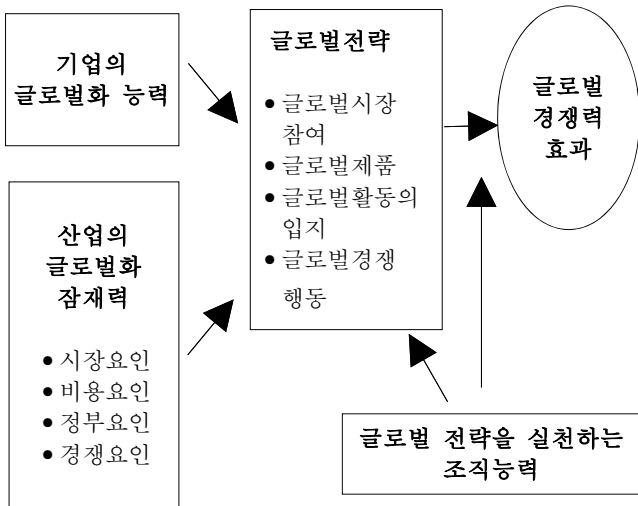 기업의
글로벌화 능력
산업의
글로벌화
잠재력
● 시장요인
● 비용요인
● 정부요인
● 경쟁요인
글로벌전략
● 글로벌시장
참여
● 글로벌제품
● 글로벌활동의
입지
● 글로벌경쟁
행동
글로벌
경쟁력
효과
글로벌 전략을 실천하는
조직능력